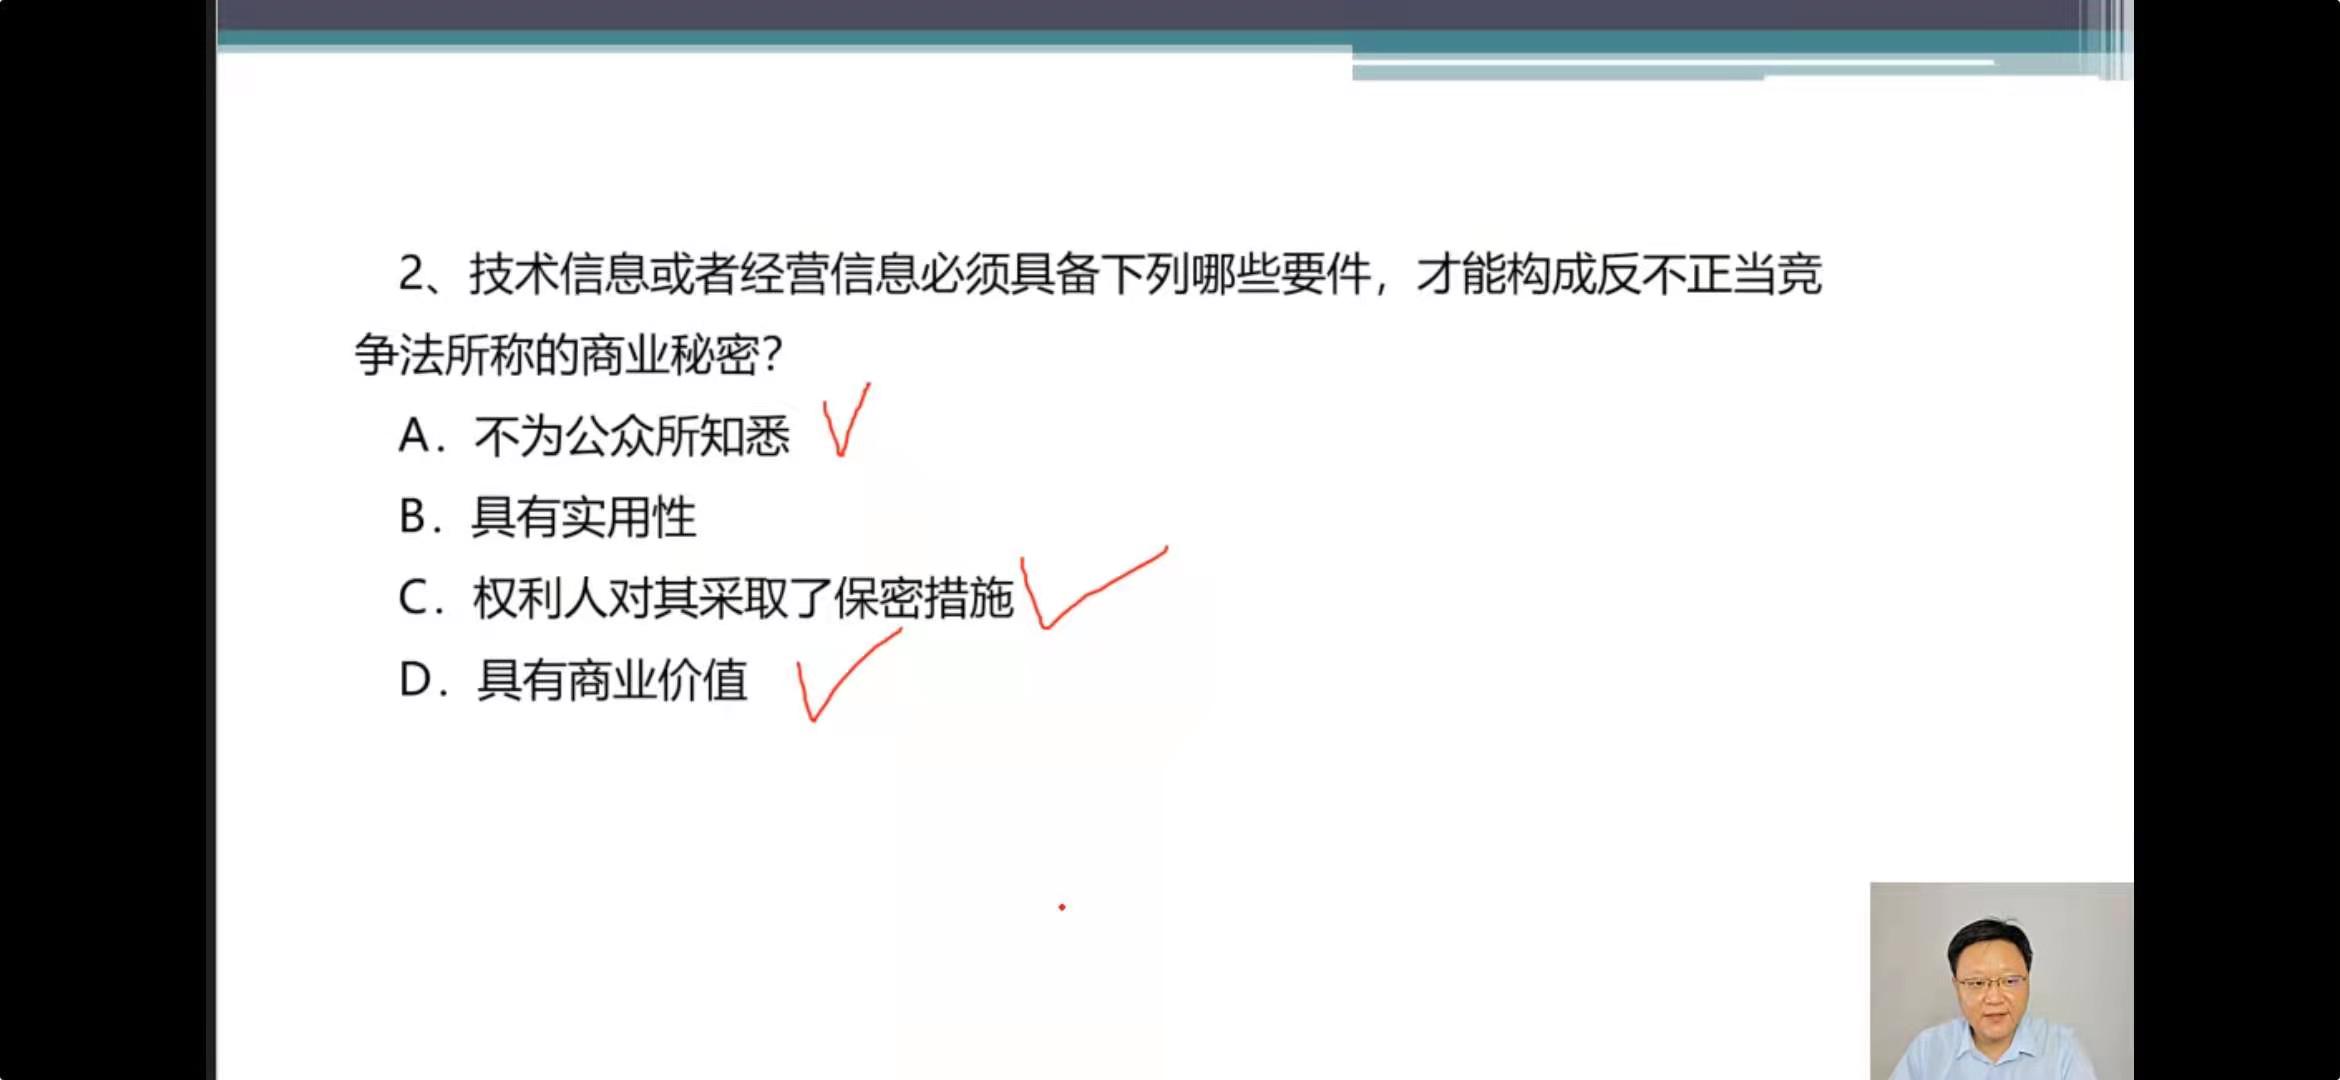 2、技术信息或者经营信息必须具备下列哪些要件，才能构成反不正当竞
争法所称的商业秘密？
A．不为公众所知悉
B．具有实用性
C．权利人对其采取了保密措施
D．具有商业价值